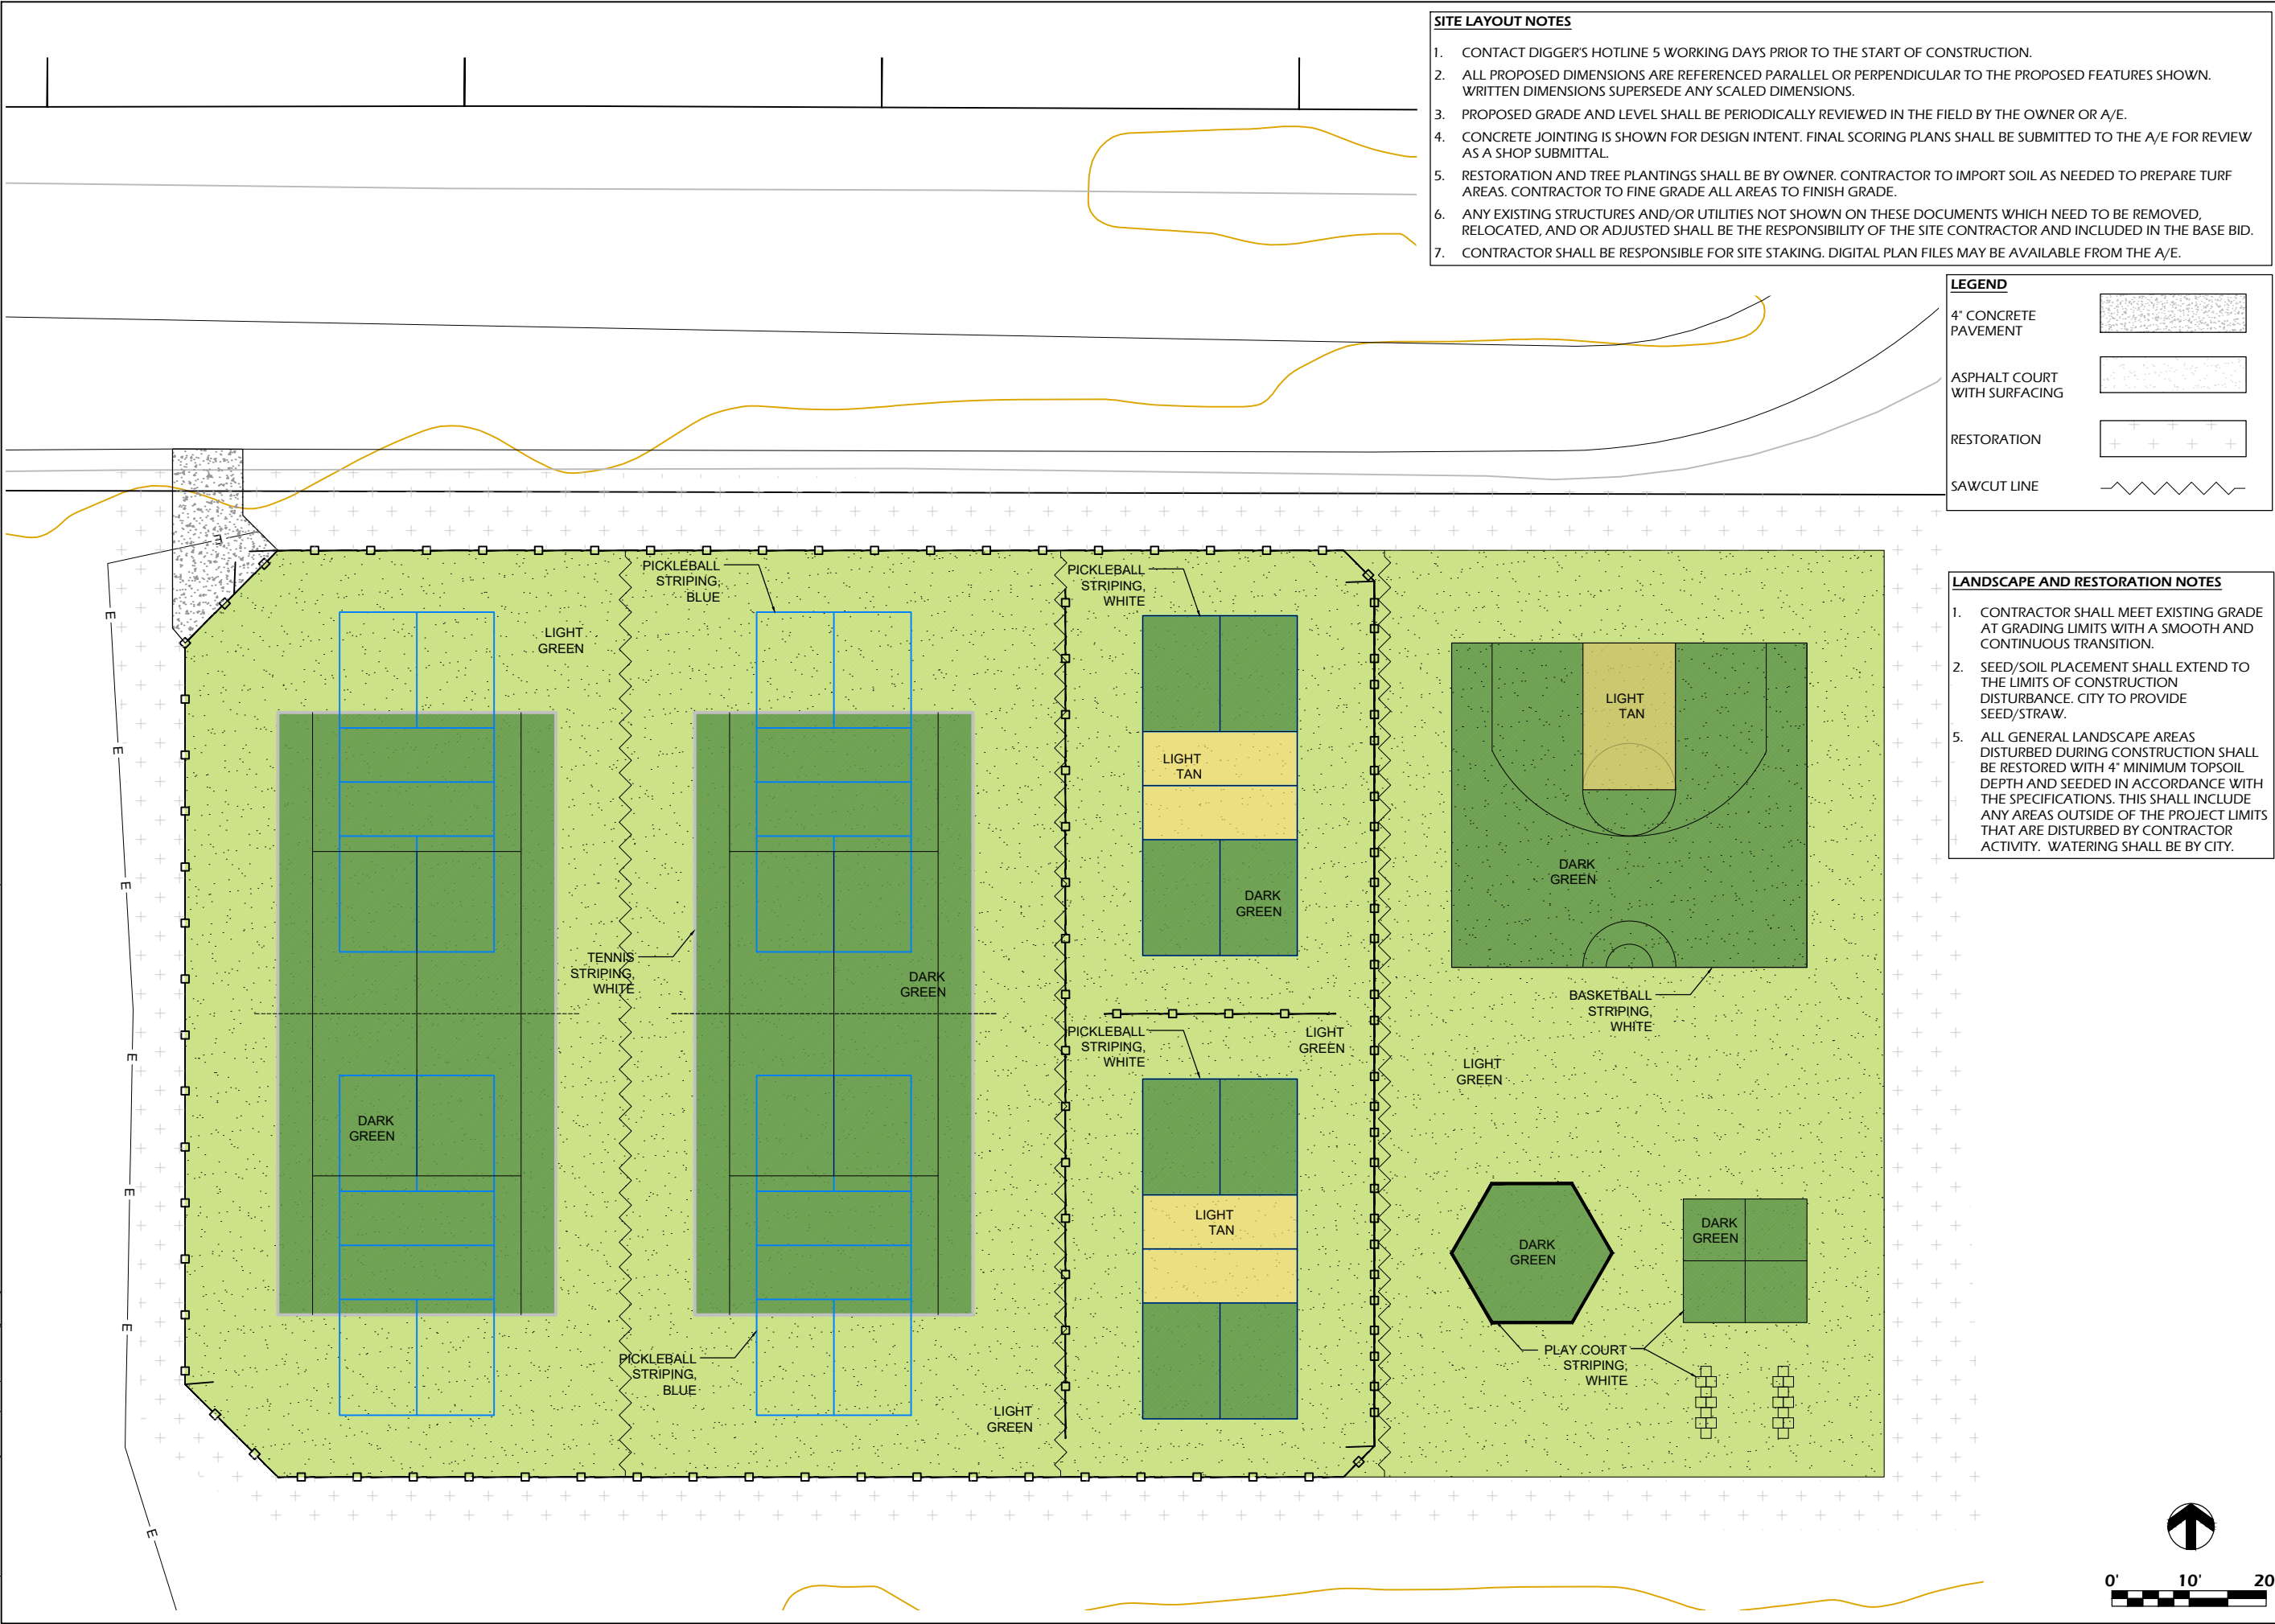 SITE LAYOUT NOTES
1. CONTACT DIGGER'S HOTLINE 5 WORKING DAYS PRIOR TO THE START OF CONSTRUCTION.
2. ALL PROPOSED DIMENSIONS ARE REFERENCED PARALLEL OR PERPENDICULAR TO THE PROPOSED FEATURES SHOWN.
WRITTEN DIMENSIONS SUPERSEDE ANY SCALED DIMENSIONS.
3. PROPOSED GRADE AND LEVEL SHALL BE PERIODICALLY REVIEWED IN THE FIELD BY THE OWNER OR A/E.
4. CONCRETE JOINTING IS SHOWN FOR DESIGN INTENT. FINAL SCORING PLANS SHALL BE SUBMITTED TO THE A/E FOR REVIEW
AS A SHOP SUBMITTAL.
5. RESTORATION AND TREE PLANTINGS SHALL BE BY OWNER. CONTRACTOR TO IMPORT SOIL AS NEEDED TO PREPARE TURF
AREAS. CONTRACTOR TO FINE GRADE ALL AREAS TO FINISH GRADE.
6. ANY EXISTING STRUCTURES AND/OR UTILITIES NOT SHOWN ON THESE DOCUMENTS WHICH NEED TO BE REMOVED,
RELOCATED, AND OR ADJUSTED SHALL BE THE RESPONSIBILITY OF THE SITE CONTRACTOR AND INCLUDED IN THE BASE BID.
7. CONTRACTOR SHALL BE RESPONSIBLE FOR SITE STAKING. DIGITAL PLAN FILES MAY BE AVAILABLE FROM THE A/E.
LEGEND
4" CONCRETE
PAVEMENT
ASPHALT COURT
WITH SURFACING
RESTORATION
SAWCUT LINE
LANDSCAPE AND RESTORATION NOTES
1. CONTRACTOR SHALL MEET EXISTING GRADE
AT GRADING LIMITS WITH A SMOOTH AND
CONTINUOUS TRANSITION.
2. SEED/SOIL PLACEMENT SHALL EXTEND TO
THE LIMITS OF CONSTRUCTION
DISTURBANCE. CITY TO PROVIDE
SEED/STRAW.
5. ALL GENERAL LANDSCAPE AREAS
DISTURBED DURING CONSTRUCTION SHALL
BE RESTORED WITH 4" MINIMUM TOPSOIL
DEPTH AND SEEDED IN ACCORDANCE WITH
THE SPECIFICATIONS. THIS SHALL INCLUDE
ANY AREAS OUTSIDE OF THE PROJECT LIMITS
THAT ARE DISTURBED BY CONTRACTOR
ACTIVITY. WATERING SHALL BE BY CITY.
E
E
E
E
E
E
E
E
PICKLEBALL
STRIPING,
BLUE
LIGHT
GREEN
PICKLEBALL
STRIPING,
WHITE
LIGHT
TAN
DARK
GREEN
LIGHT
TAN
DARK
GREEN
TENNIS
STRIPING,
WHITE
DARK
GREEN
BASKETBALL
STRIPING,
WHITE
PICKLEBALL
STRIPING,
WHITE
LIGHT
GREEN
LIGHT
GREEN
DARK
GREEN
LIGHT
TAN
DARK
GREEN
DARK
GREEN
PICKLEBALL
STRIPING,
BLUE
PLAY COURT
STRIPING,
WHITE
LIGHT
GREEN
0' 10' 20